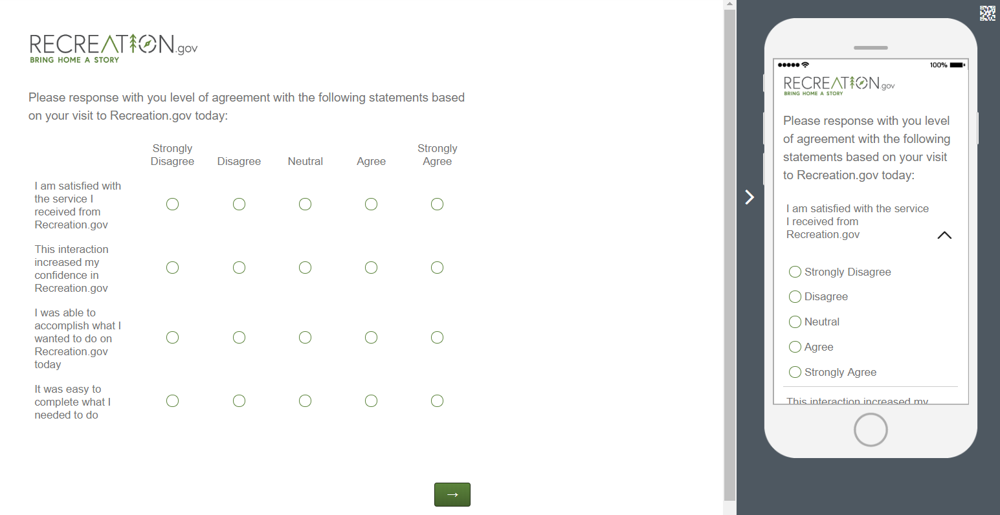 RECREATION.gov
BRING HOME A STORY
Please response with you level of agreement with the following statements based
on your visit to Recreation.gov today:
Strongly
Disagree
Disagree
Neutral
Agree
Strongly
Agree
I am satisfied with
the service I
received from
Recreation.gov
This interaction
increased my
confidence in
Recreation.gov
I was able to
accomplish what I
wanted to do on
Recreation.gov
today
It was easy to
complete what I
needed to do
→
100%
RECREATION.gov
BRING HOME A STORY
Please response with you level
of agreement with the following
statements based on your visit
to Recreation.gov today:
I am satisfied with the service
I received from
Recreation.gov
Strongly Disagree
Disagree
Neutral
Agree
Strongly Agree
This interaction increased my